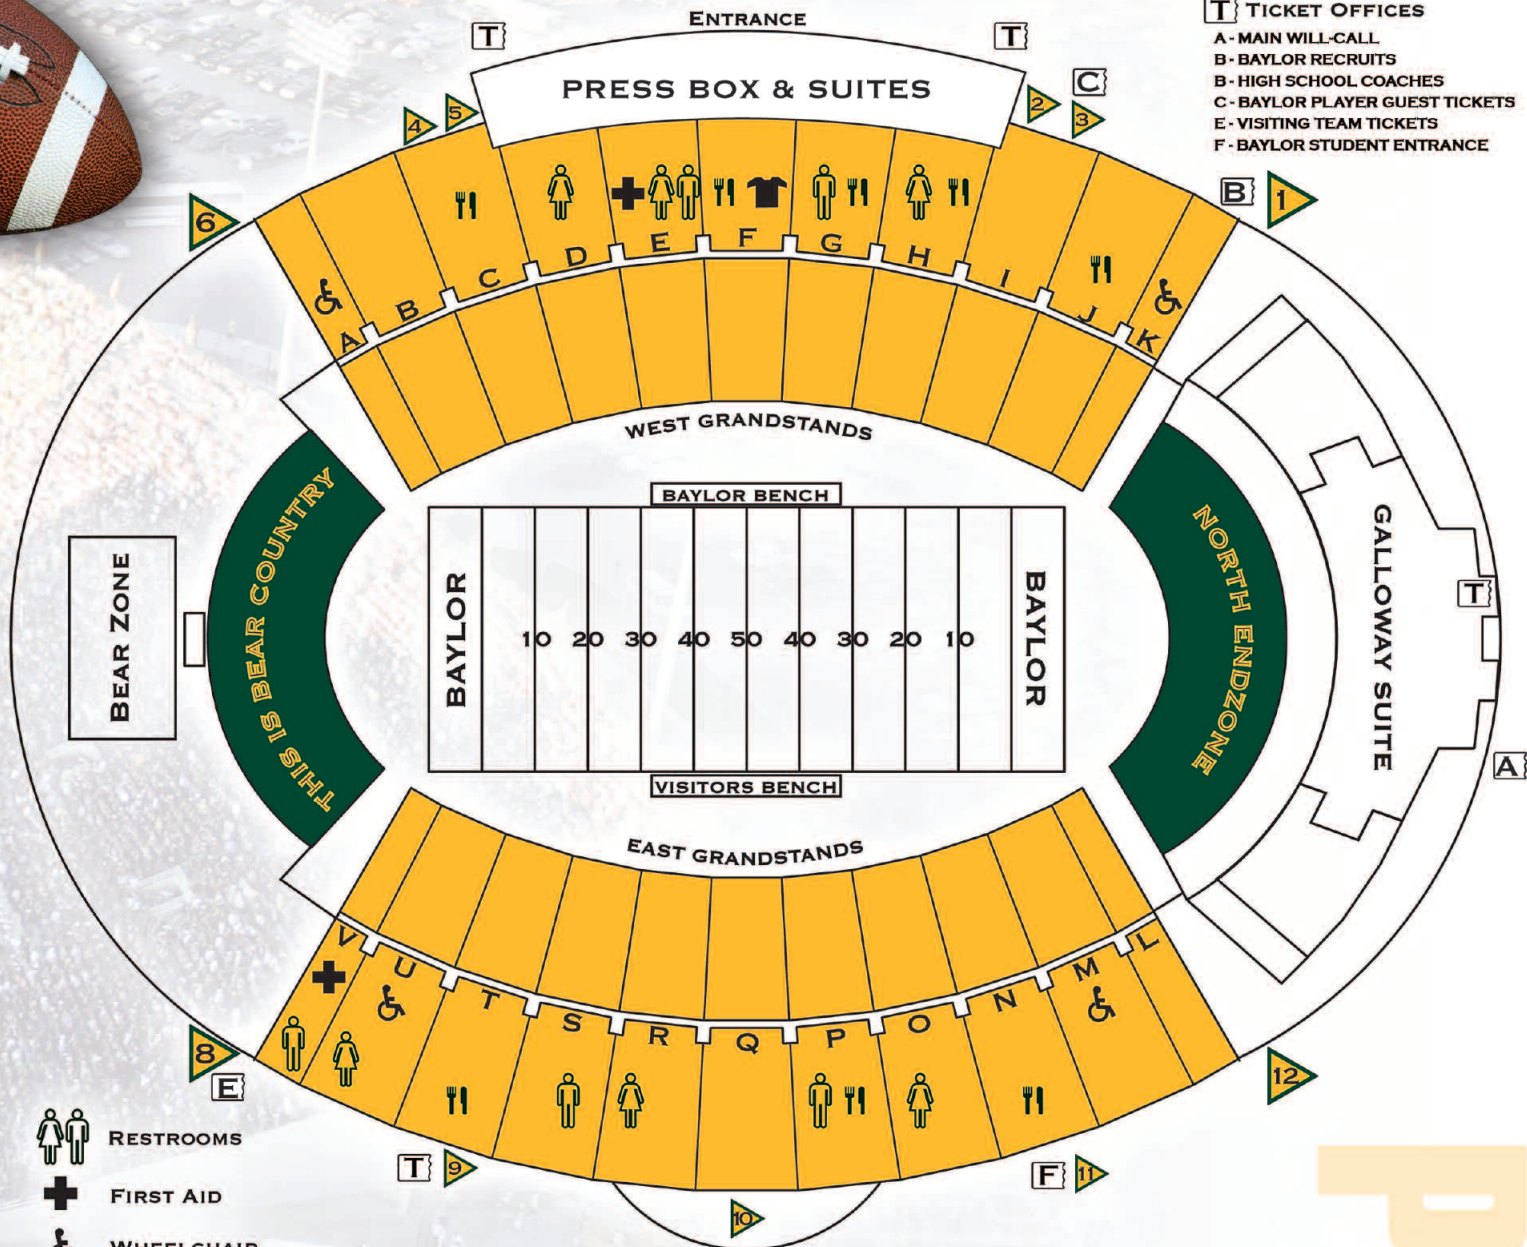 ENTRANCE
T
T
T TICKET OFFICES
A - MAIN WILL-CALL
B - BAYLOR RECRUITS
B - HIGH SCHOOL COACHES
C - BAYLOR PLAYER GUEST TICKETS
E - VISITING TEAM TICKETS
F - BAYLOR STUDENT ENTRANCE
PRESS BOX & SUITES
4
5
2
C
3
6
B
1
A
B
C
D
E
F
G
H
I
J
K
WEST GRANDSTANDS
BAYLOR BENCH
BEAR ZONE
THIS IS BEAR COUNTRY
BAYLOR
10 20 30 40 50 40 30 20 10
BAYLOR
NORTH ENDZONE
GALLOWAY SUITE
T
A
VISITORS BENCH
EAST GRANDSTANDS
V
U
T
S
R
Q
P
O
N
M
L
8
E
12
T
9
F
11
10
RESTROOMS
FIRST AID
WHEELCHAIR
P